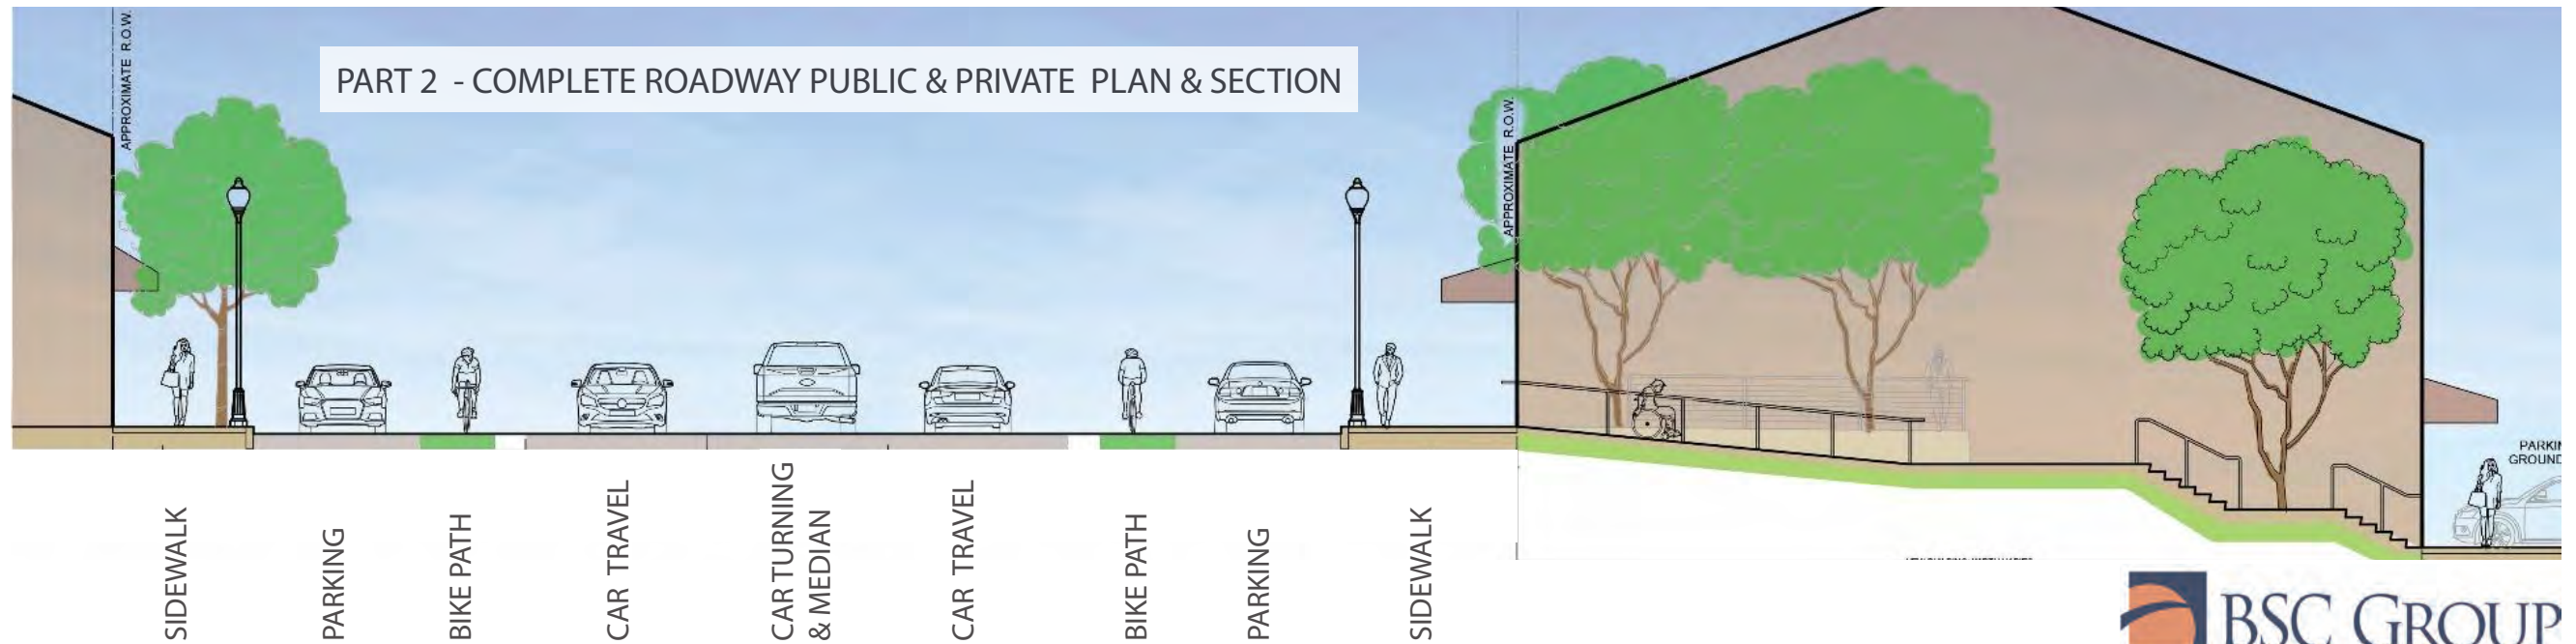 PART 2 - COMPLETE ROADWAY PUBLIC & PRIVATE PLAN & SECTION
APPROXIMATE R.O.W.
APPROXIMATE R.O.W.
SIDEWALK
PARKING
BIKE PATH
CAR TRAVEL
CAR TURNING
& MEDIAN
CAR TRAVEL
BIKE PATH
PARKING
SIDEWALK
GROUND
BSC GROUP